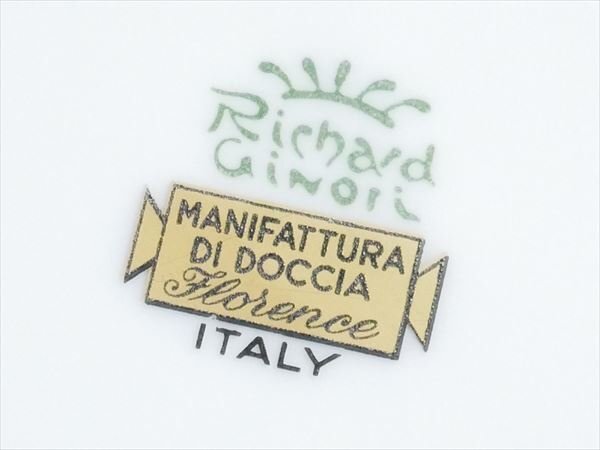 Richard
GINORI
MANIFATTURA
DI DOCCIA
Florence
ITALY